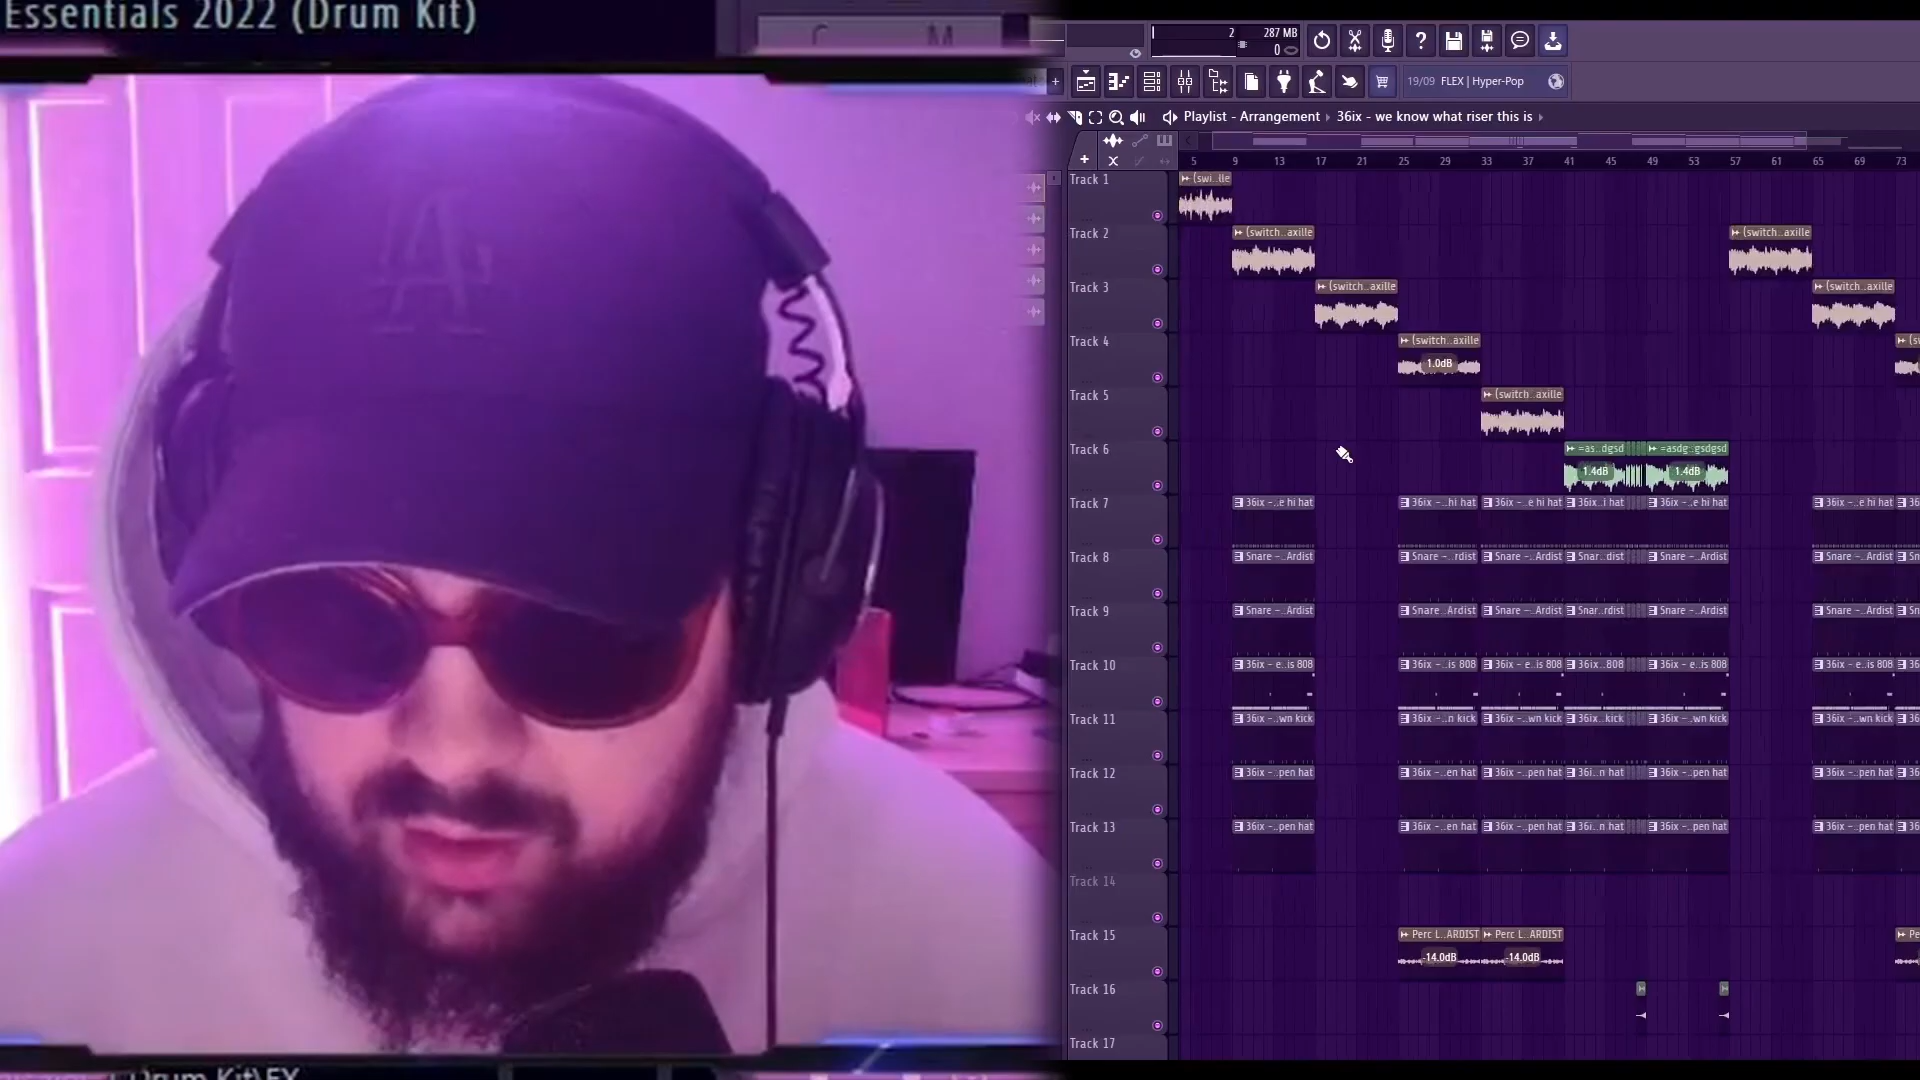 Essentials 2022 (Drum Kit)
C M
2 287 MB
0
19/09 FLEX | Hyper-Pop
Playlist - Arrangement › 36ix - we know what riser this is ›
5 9 13 17 21 25 29 33 37 41 45 49 53 57 61 65 69 73
Track 1 (swi..lle
Track 2 (switch..axille (switch..axille
Track 3 (switch..axille (switch..axille
Track 4 (switch..axille
1.0dB
Track 5 (switch..axille
Track 6 =as..dgsd =asdg..gsdgsd
1.4dB 1.4dB
Track 7 36ix -..e hi hat 36ix -..hi hat 36ix -..e hi hat 36ix..i hat 36ix -..e hi hat 36ix -..e hi hat
Track 8 Snare -..Ardist Snare -..rdist Snare -..Ardist Snar..dist Snare -..Ardist Snare -..Ardist
Track 9 Snare -..Ardist Snare..Ardist Snare -..Ardist Snar..rdist Snare -..Ardist Snare -..Ardist
Track 10 36ix - e..is 808 36ix -..is 808 36ix - e..is 808 36ix..808 36ix - e..is 808 36ix - e..is 808
Track 11 36ix -..wn kick 36ix -..n kick 36ix -..wn kick 36ix..kick 36ix -..wn kick 36ix -..wn kick
Track 12 36ix -..pen hat 36ix -..en hat 36ix -..pen hat 36i..n hat 36ix -..pen hat 36ix -..pen hat
Track 13 36ix -..pen hat 36ix -..en hat 36ix -..pen hat 36i..n hat 36ix -..pen hat 36ix -..pen hat
Track 14
Track 15 Perc L..ARDIST Perc L..ARDIST Pe
-14.0dB -14.0dB
Track 16
Track 17
Drum Kit\FX